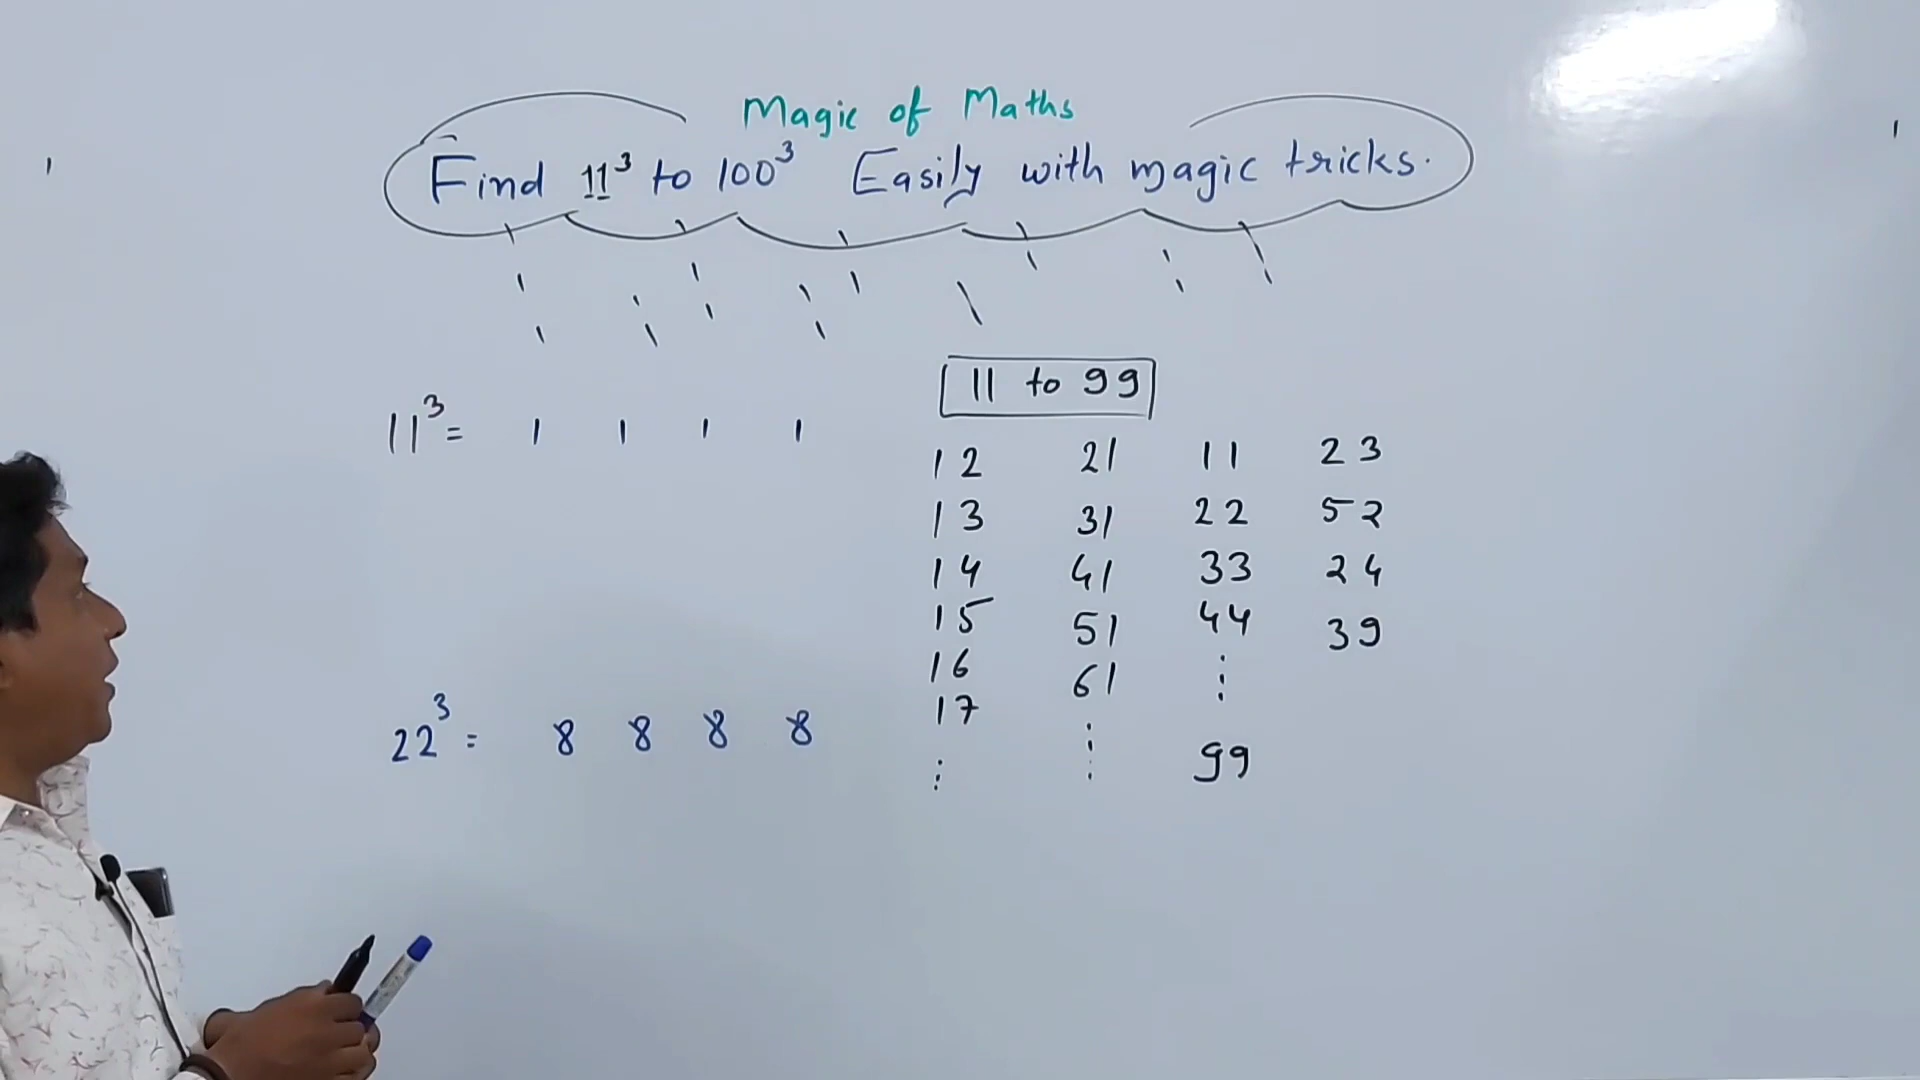 Magic of Maths
Find 11³ to 100³ Easily with magic tricks.
11³ = 1 1 1 1
22³ = 8 8 8 8
11 to 99
12 21 11 23
13 31 22 52
14 41 33 24
15 51 44 39
16 61 ⋮
17 ⋮ 99
⋮